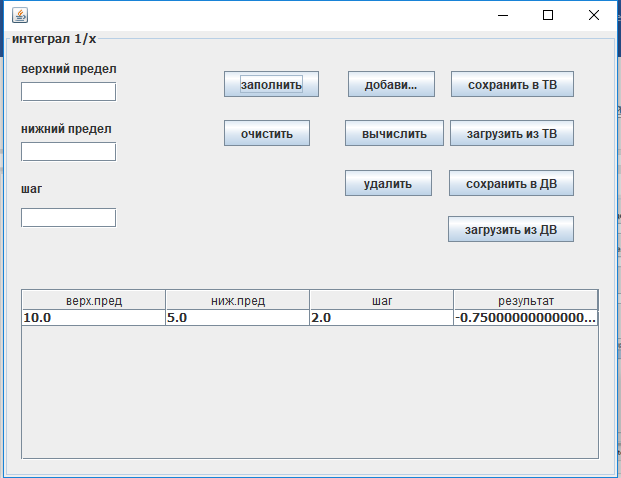 интеграл 1/x
верхний предел
заполнить
добави...
сохранить в ТВ
нижний предел
очистить
вычислить
загрузить из ТВ
шаг
удалить
сохранить в ДВ
загрузить из ДВ
верх.пред
ниж.пред
шаг
результат
10.0
5.0
2.0
-0.75000000000000...